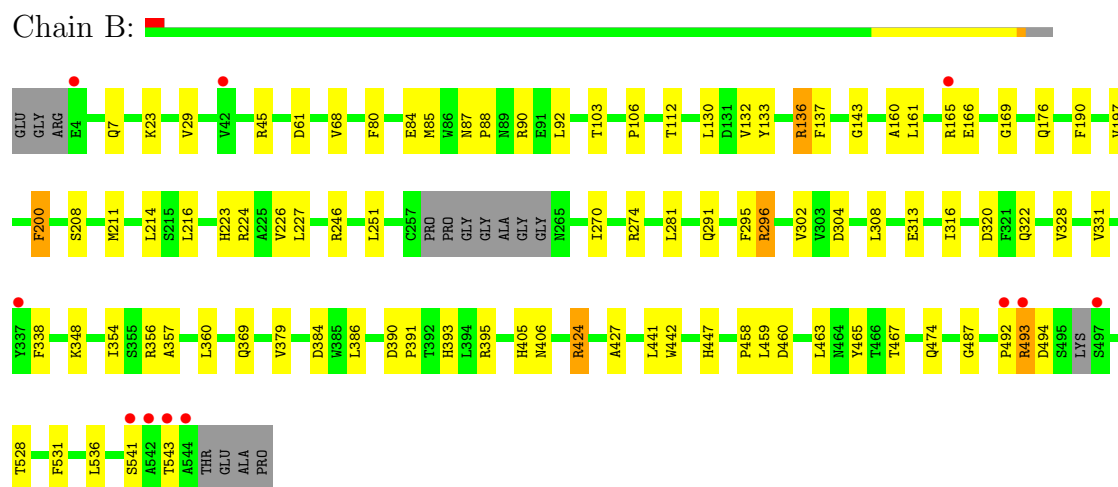 Chain B:
GLU GLY ARG E4 Q7 K23 V29 V42 R45 D61 V68 F80 E84 M85 W86 N87 P88 N89 R90 E91 L92 T103 P106 T112 L130 D131 V132 Y133 R136 F137 G143 A160 L161 R165 E166 G169 Q176 F190 V197
F200 S208 M211 L214 S215 L216 H223 R224 A225 V226 L227 R246 L251 C257 PRO PRO GLY GLY ALA GLY GLY N265 I270 R274 L281 Q291 F295 R296 V302 V303 D304 L308 E313 I316 D320 F321 Q322 V328 V331
Y337 F338 K348 I354 S355 R356 A357 L360 Q369 V379 D384 W385 L386 D390 P391 T392 H393 L394 R395 H405 N406 R424 A427 L441 W442 H447 P458 L459 D460 L463 N464 Y465 T466 T467 Q474 G487 P492 R493 D494 S495 LYS S497
T528 F531 L536 S541 A542 T543 A544 THR GLU ALA PRO